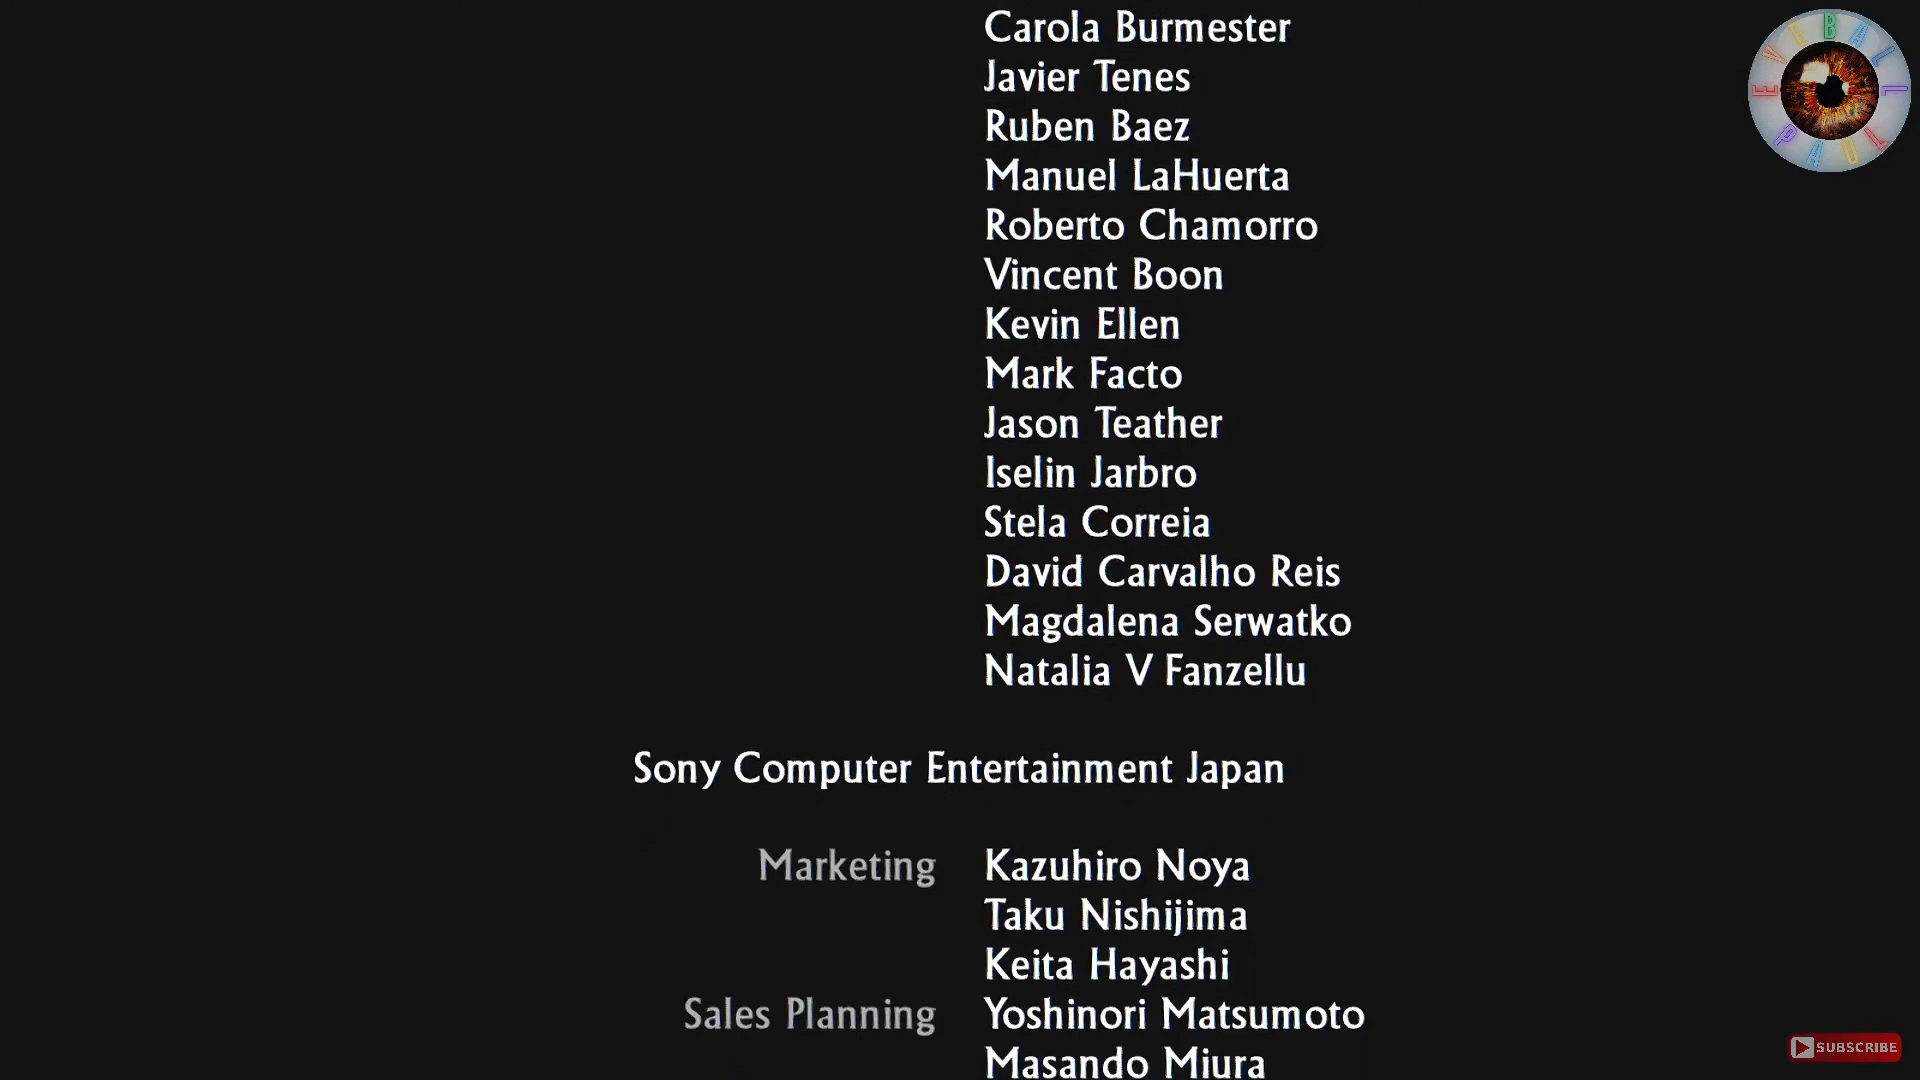 Carola Burmester
Javier Tenes
Ruben Baez
Manuel LaHuerta
Roberto Chamorro
Vincent Boon
Kevin Ellen
Mark Facto
Jason Teather
Iselin Jarbro
Stela Correia
David Carvalho Reis
Magdalena Serwatko
Natalia V Fanzellu
Sony Computer Entertainment Japan
Marketing Kazuhiro Noya
Taku Nishijima
Keita Hayashi
Sales Planning Yoshinori Matsumoto
Masando Miura
EYEBALL PAUL
SUBSCRIBE